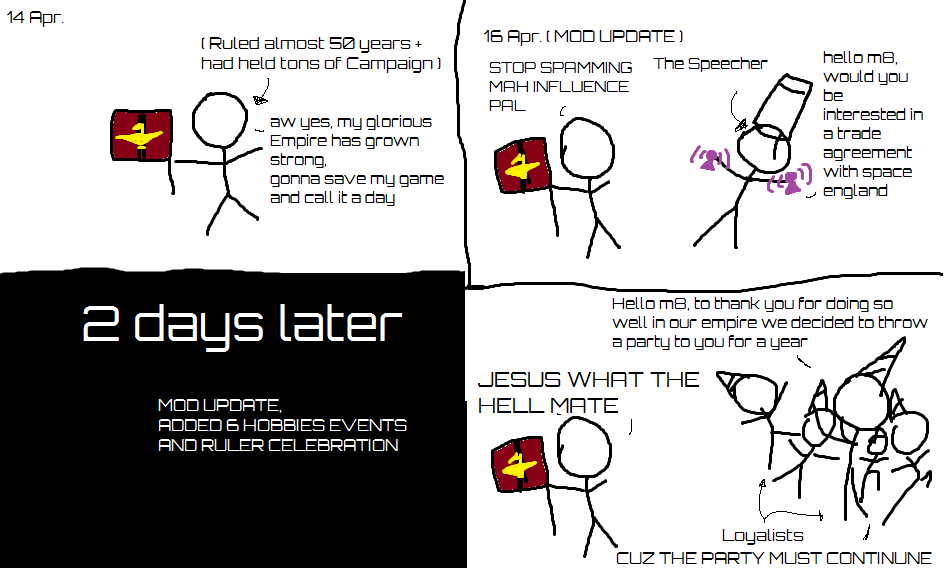 14 Apr.
( Ruled almost 50 years +
had held tons of Campaign )
aw yes, my glorious
Empire has grown
strong,
gonna save my game
and call it a day
2 days later
MOD UPDATE,
ADDED 6 HOBBIES EVENTS
AND RULER CELEBRATION
16 Apr. ( MOD UPDATE )
STOP SPAMMING
MAH INFLUENCE
PAL
The Speecher
hello m8,
would you
be
interested in
a trade
agreement
with space
england
Hello m8, to thank you for doing so
well in our empire we decided to throw
a party to you for a year
JESUS WHAT THE
HELL MATE
Loyalists
CUZ THE PARTY MUST CONTINUNE